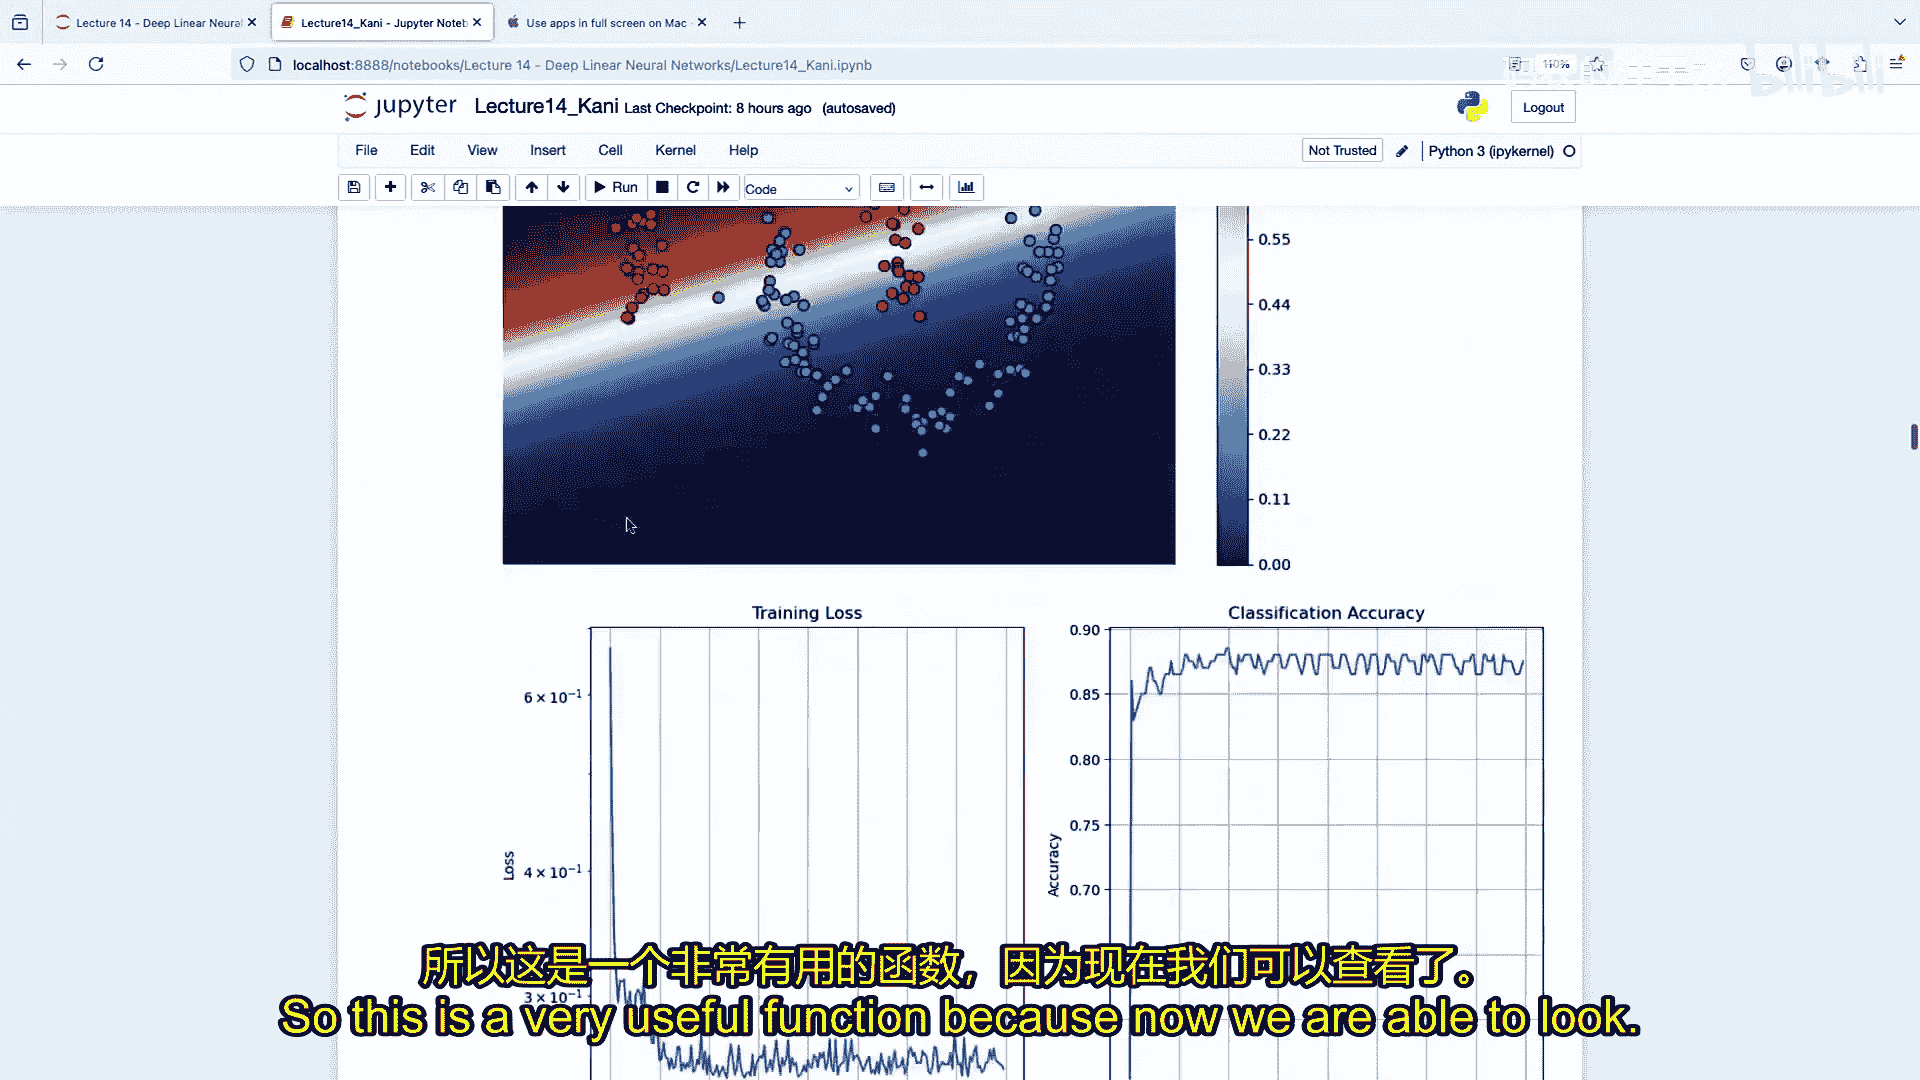 Lecture 14 - Deep Linear Neural
Lecture14_Kani - Jupyter Noteb
Use apps in full screen on Mac
localhost:8888/notebooks/Lecture 14 - Deep Linear Neural Networks/Lecture14_Kani.ipynb
110%
bilibili
jupyter
Lecture14_Kani Last Checkpoint: 8 hours ago (autosaved)
Logout
File Edit View Insert Cell Kernel Help
Not Trusted
Python 3 (ipykernel)
Run
Code
0.55
0.44
0.33
0.22
0.11
0.00
Training Loss
6 × 10⁻¹
4 × 10⁻¹
3 × 10⁻¹
Loss
Classification Accuracy
0.90
0.85
0.80
0.75
0.70
Accuracy
所以这是一个非常有用的函数，因为现在我们可以查看了。
So this is a very useful function because now we are able to look.